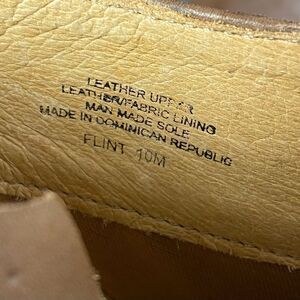 LEATHER UPPER
LEATHER/FABRIC LINING
MAN MADE SOLE
MADE IN DOMINICAN REPUBLIC
FLINT 10M